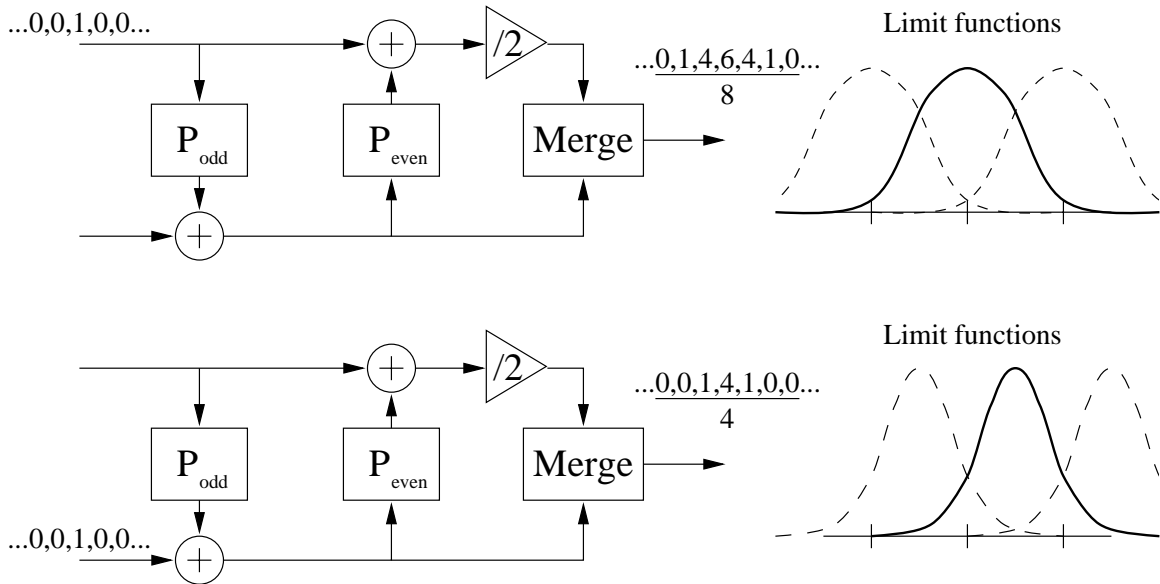 ...0,0,1,0,0...
+
/2
...0,1,4,6,4,1,0...
8
Limit functions
P odd
P even
Merge
+
+
/2
...0,0,1,4,1,0,0...
4
Limit functions
P odd
P even
Merge
...0,0,1,0,0...
+